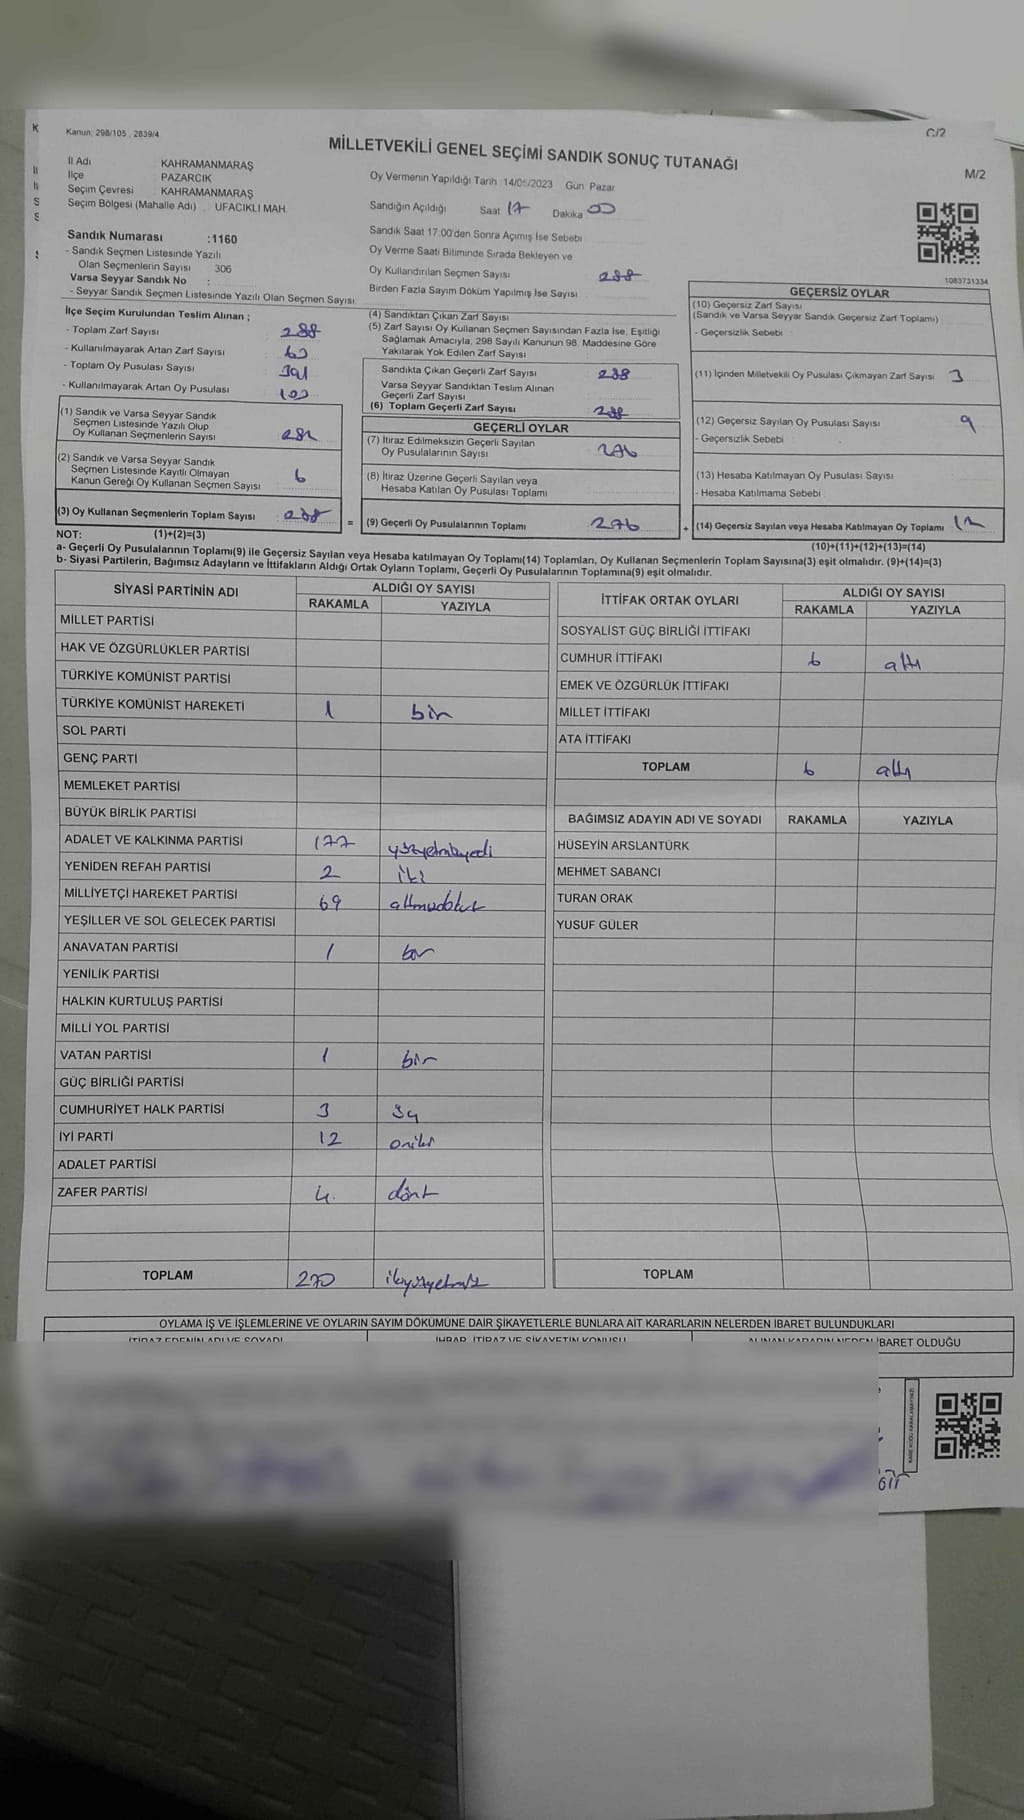 Kanun; 298/105 , 2839/4
C/2
MİLLETVEKİLİ GENEL SEÇİMİ SANDIK SONUÇ TUTANAĞI
M/2
İl Adı KAHRAMANMARAŞ
İlçe PAZARCIK
Seçim Çevresi KAHRAMANMARAŞ
Seçim Bölgesi (Mahalle Adı) UFACIKLI MAH.
Oy Vermenin Yapıldığı Tarih :14/05/2023 Gün: Pazar
Sandığın Açıldığı Saat 17 Dakika 00
Sandık Saat 17.00'den Sonra Açımış İse Sebebi
Oy Verme Saati Bitiminde Sırada Bekleyen ve
Oy Kullandırılan Seçmen Sayısı 288
Birden Fazla Sayım Döküm Yapılmış İse Sayısı
Sandık Numarası :1160
- Sandık Seçmen Listesinde Yazılı
Olan Seçmenlerin Sayısı 306
Varsa Seyyar Sandık No :
- Seyyar Sandık Seçmen Listesinde Yazılı Olan Seçmen Sayısı:
1083731334
İlçe Seçim Kurulundan Teslim Alınan ;
- Toplam Zarf Sayısı 288
- Kullanılmayarak Artan Zarf Sayısı
- Toplam Oy Pusulası Sayısı 391
- Kullanılmayarak Artan Oy Pusulası 103
(1) Sandık ve Varsa Seyyar Sandık
Seçmen Listesinde Yazılı Olup
Oy Kullanan Seçmenlerin Sayısı 282
(2) Sandık ve Varsa Seyyar Sandık
Seçmen Listesinde Kayıtlı Olmayan
Kanun Gereği Oy Kullanan Seçmen Sayısı 6
(3) Oy Kullanan Seçmenlerin Toplam Sayısı 288
(4) Sandıktan Çıkan Zarf Sayısı
(5) Zarf Sayısı Oy Kullanan Seçmen Sayısından Fazla İse, Eşitliği
Sağlamak Amacıyla, 298 Sayılı Kanunun 98. Maddesine Göre
Yakılarak Yok Edilen Zarf Sayısı
Sandıkta Çıkan Geçerli Zarf Sayısı 288
Varsa Seyyar Sandıktan Teslim Alınan
Geçerli Zarf Sayısı
(6) Toplam Geçerli Zarf Sayısı 288
GEÇERLİ OYLAR
(7) İtiraz Edilmeksizin Geçerli Sayılan
Oy Pusulalarının Sayısı 276
(8) İtiraz Üzerine Geçerli Sayılan veya
Hesaba Katılan Oy Pusulası Toplamı
= (9) Geçerli Oy Pusulalarının Toplamı 276
GEÇERSİZ OYLAR
(10) Geçersiz Zarf Sayısı
(Sandık ve Varsa Seyyar Sandık Geçersiz Zarf Toplamı)
- Geçersizlik Sebebi
(11) İçinden Milletvekili Oy Pusulası Çıkmayan Zarf Sayısı 3
(12) Geçersiz Sayılan Oy Pusulası Sayısı 9
- Geçersizlik Sebebi
(13) Hesaba Katılmayan Oy Pusulası Sayısı
- Hesaba Katılmama Sebebi
+ (14) Geçersiz Sayılan veya Hesaba Katılmayan Oy Toplamı 12
NOT: (1)+(2)=(3)
(10)+(11)+(12)+(13)=(14)
a- Geçerli Oy Pusulalarının Toplamı(9) ile Geçersiz Sayılan veya Hesaba katılmayan Oy Toplamı(14) Toplamları, Oy Kullanan Seçmenlerin Toplam Sayısına(3) eşit olmalıdır. (9)+(14)=(3)
b- Siyasi Partilerin, Bağımsız Adayların ve İttifakların Aldığı Oy Oyların Toplamı, Geçerli Oy Pusulalarının Toplamına(9) eşit olmalıdır.
SİYASİ PARTİNİN ADI ALDIĞI OY SAYISI
RAKAMLA YAZIYLA
MİLLET PARTİSİ
HAK VE ÖZGÜRLÜKLER PARTİSİ
TÜRKİYE KOMÜNİST PARTİSİ
TÜRKİYE KOMÜNİST HAREKETİ 1 bir
SOL PARTİ
GENÇ PARTİ
MEMLEKET PARTİSİ
BÜYÜK BİRLİK PARTİSİ
ADALET VE KALKINMA PARTİSİ 177 yüzyetmişyedi
YENİDEN REFAH PARTİSİ 2 iki
MİLLİYETÇİ HAREKET PARTİSİ 69 altmışdokuz
YEŞİLLER VE SOL GELECEK PARTİSİ
ANAVATAN PARTİSİ 1 bir
YENİLİK PARTİSİ
HALKIN KURTULUŞ PARTİSİ
MİLLİ YOL PARTİSİ
VATAN PARTİSİ 1 bir
GÜÇ BİRLİĞİ PARTİSİ
CUMHURİYET HALK PARTİSİ 3 üç
İYİ PARTİ 12 oniki
ADALET PARTİSİ
ZAFER PARTİSİ 4 dört
TOPLAM 270 ikiyüzyetmiş
İTTİFAK ORTAK OYLARI ALDIĞI OY SAYISI
RAKAMLA YAZIYLA
SOSYALİST GÜÇ BİRLİĞİ İTTİFAKI
CUMHUR İTTİFAKI 6 altı
EMEK VE ÖZGÜRLÜK İTTİFAKI
MİLLET İTTİFAKI
ATA İTTİFAKI
TOPLAM 6 altı
BAĞIMSIZ ADAYIN ADI VE SOYADI RAKAMLA YAZIYLA
HÜSEYİN ARSLANTÜRK
MEHMET SABANCI
TURAN ORAK
YUSUF GÜLER
TOPLAM
OYLAMA İŞ VE İŞLEMLERİNE VE OYLARIN SAYIM DÖKÜMÜNE DAİR ŞİKAYETLERLE BUNLARA AİT KARARLARIN NELERDEN İBARET BULUNDUKLARI
İTİRAZ EDENİN ADI VE SOYADI İHBAR, İTİRAZ VE ŞİKAYETİN KONUSU ALINAN KARARIN NEDEN İBARET OLDUĞU